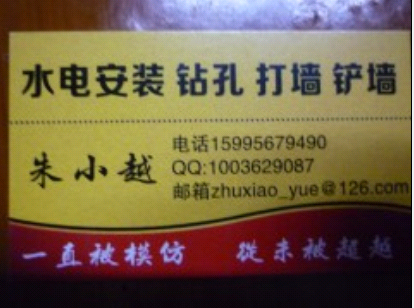 水电安装 钻孔 打墙 铲墙
朱小越
电话15995679490
QQ:1003629087
邮箱zhuxiao_yue@126.com
一直被模仿 從未被超越